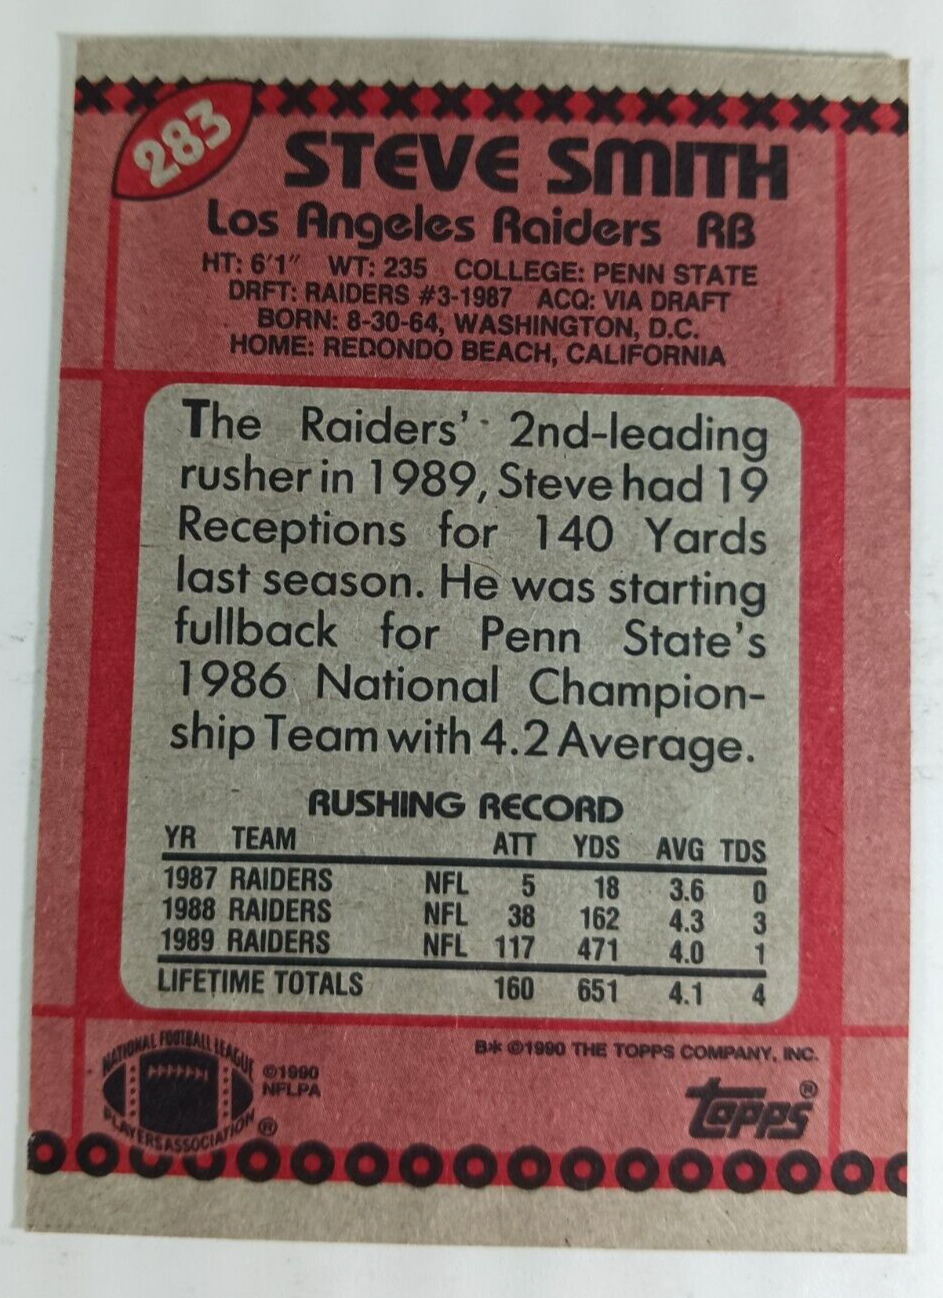 283
STEVE SMITH
Los Angeles Raiders RB
HT: 6'1" WT: 235 COLLEGE: PENN STATE
DRFT: RAIDERS #3-1987 ACQ: VIA DRAFT
BORN: 8-30-64, WASHINGTON, D.C.
HOME: REDONDO BEACH, CALIFORNIA
The Raiders' 2nd-leading
rusher in 1989, Steve had 19
Receptions for 140 Yards
last season. He was starting
fullback for Penn State's
1986 National Champion-
ship Team with 4.2 Average.
RUSHING RECORD
YR TEAM ATT YDS AVG TDS
1987 RAIDERS NFL 5 18 3.6 0
1988 RAIDERS NFL 38 162 4.3 3
1989 RAIDERS NFL 117 471 4.0 1
LIFETIME TOTALS 160 651 4.1 4
B* ©1990 THE TOPPS COMPANY, INC.
NATIONAL FOOTBALL LEAGUE
PLAYERS ASSOCIATION ®
©1990
NFLPA
Topps®